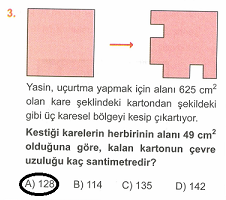 3.
Yasin, uçurtma yapmak için alanı 625 cm²
olan kare şeklindeki kartondan şekildeki
gibi üç karesel bölgeyi kesip çıkartıyor.
Kestiği karelerin herbirinin alanı 49 cm²
olduğuna göre, kalan kartonun çevre
uzuluğu kaç santimetredir?
A) 128 B) 114 C) 135 D) 142